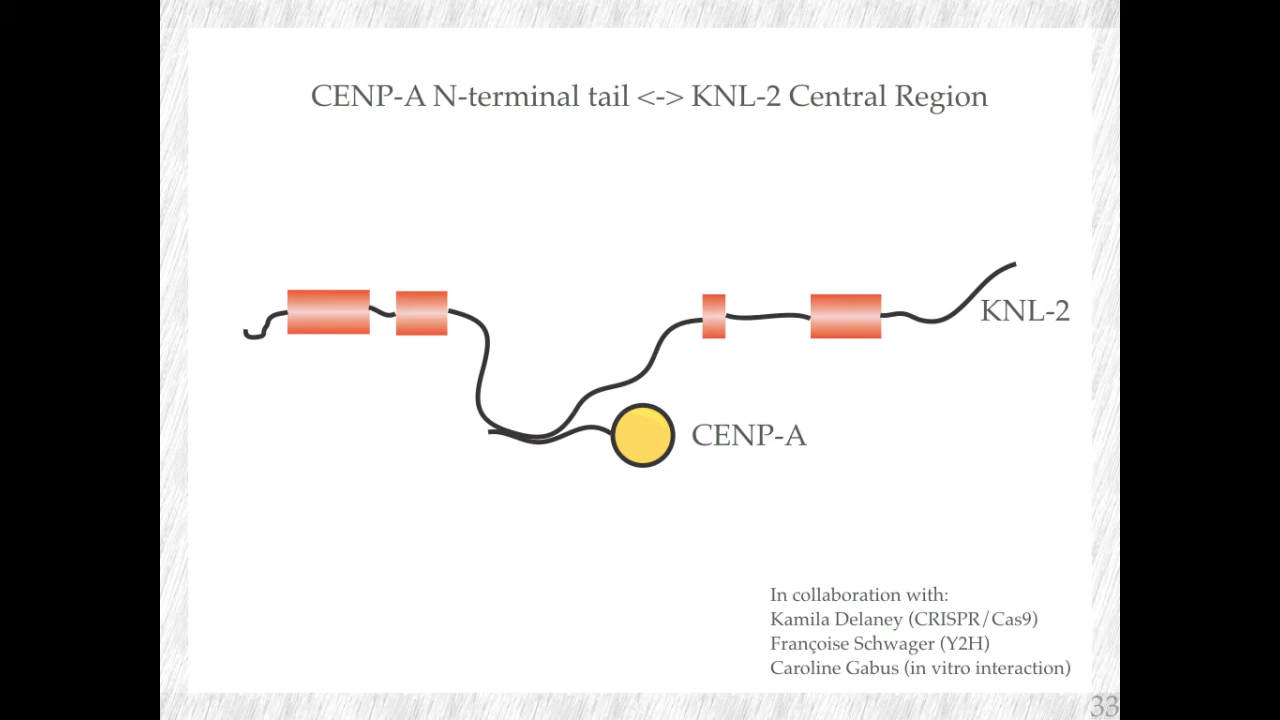 CENP-A N-terminal tail <-> KNL-2 Central Region
KNL-2
CENP-A
In collaboration with:
Kamila Delaney (CRISPR/Cas9)
Françoise Schwager (Y2H)
Caroline Gabus (in vitro interaction)
33